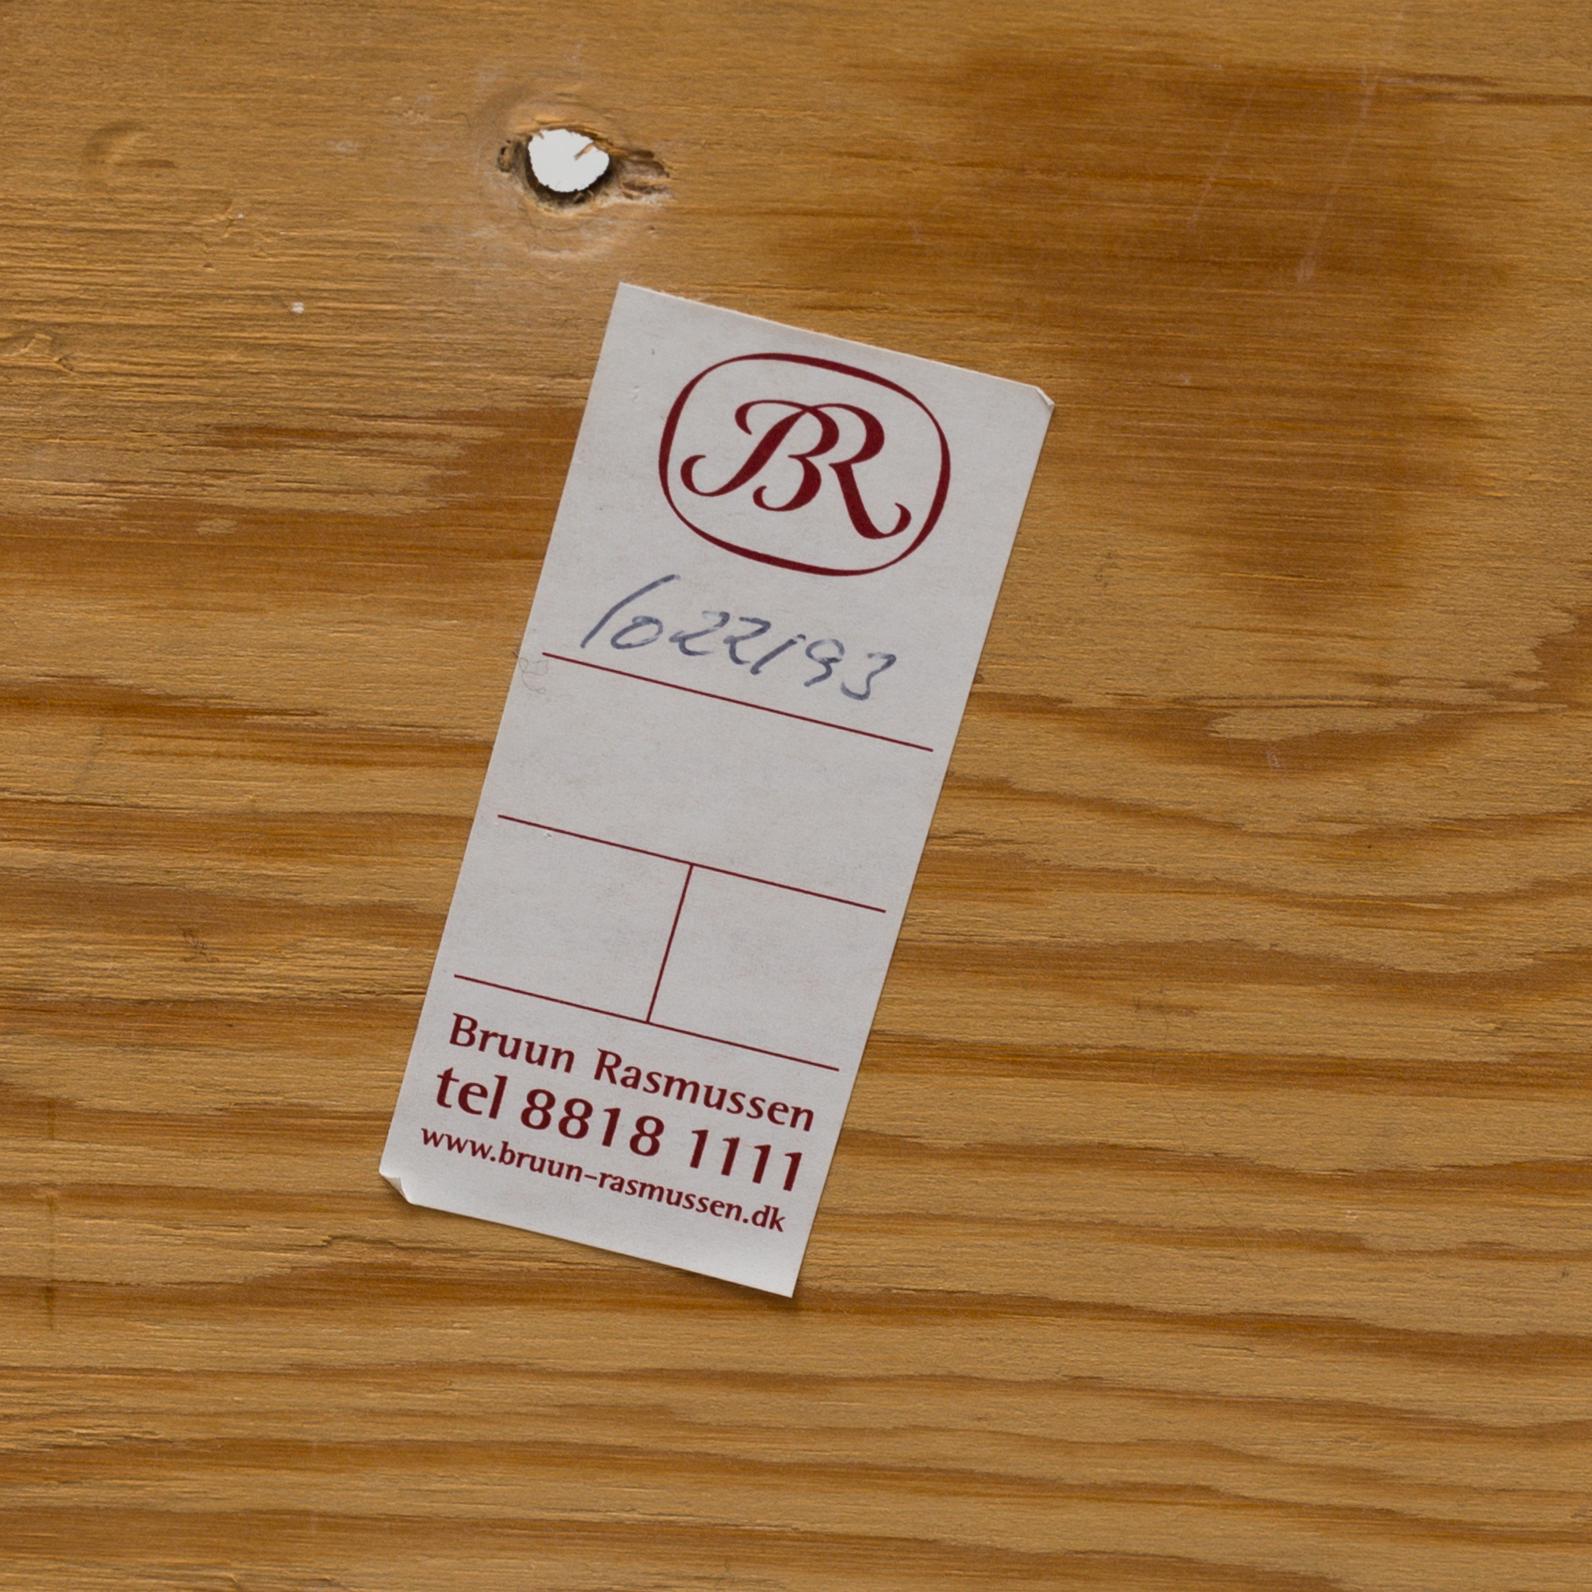 BR
1022193
Bruun Rasmussen
tel 8818 1111
www.bruun-rasmussen.dk